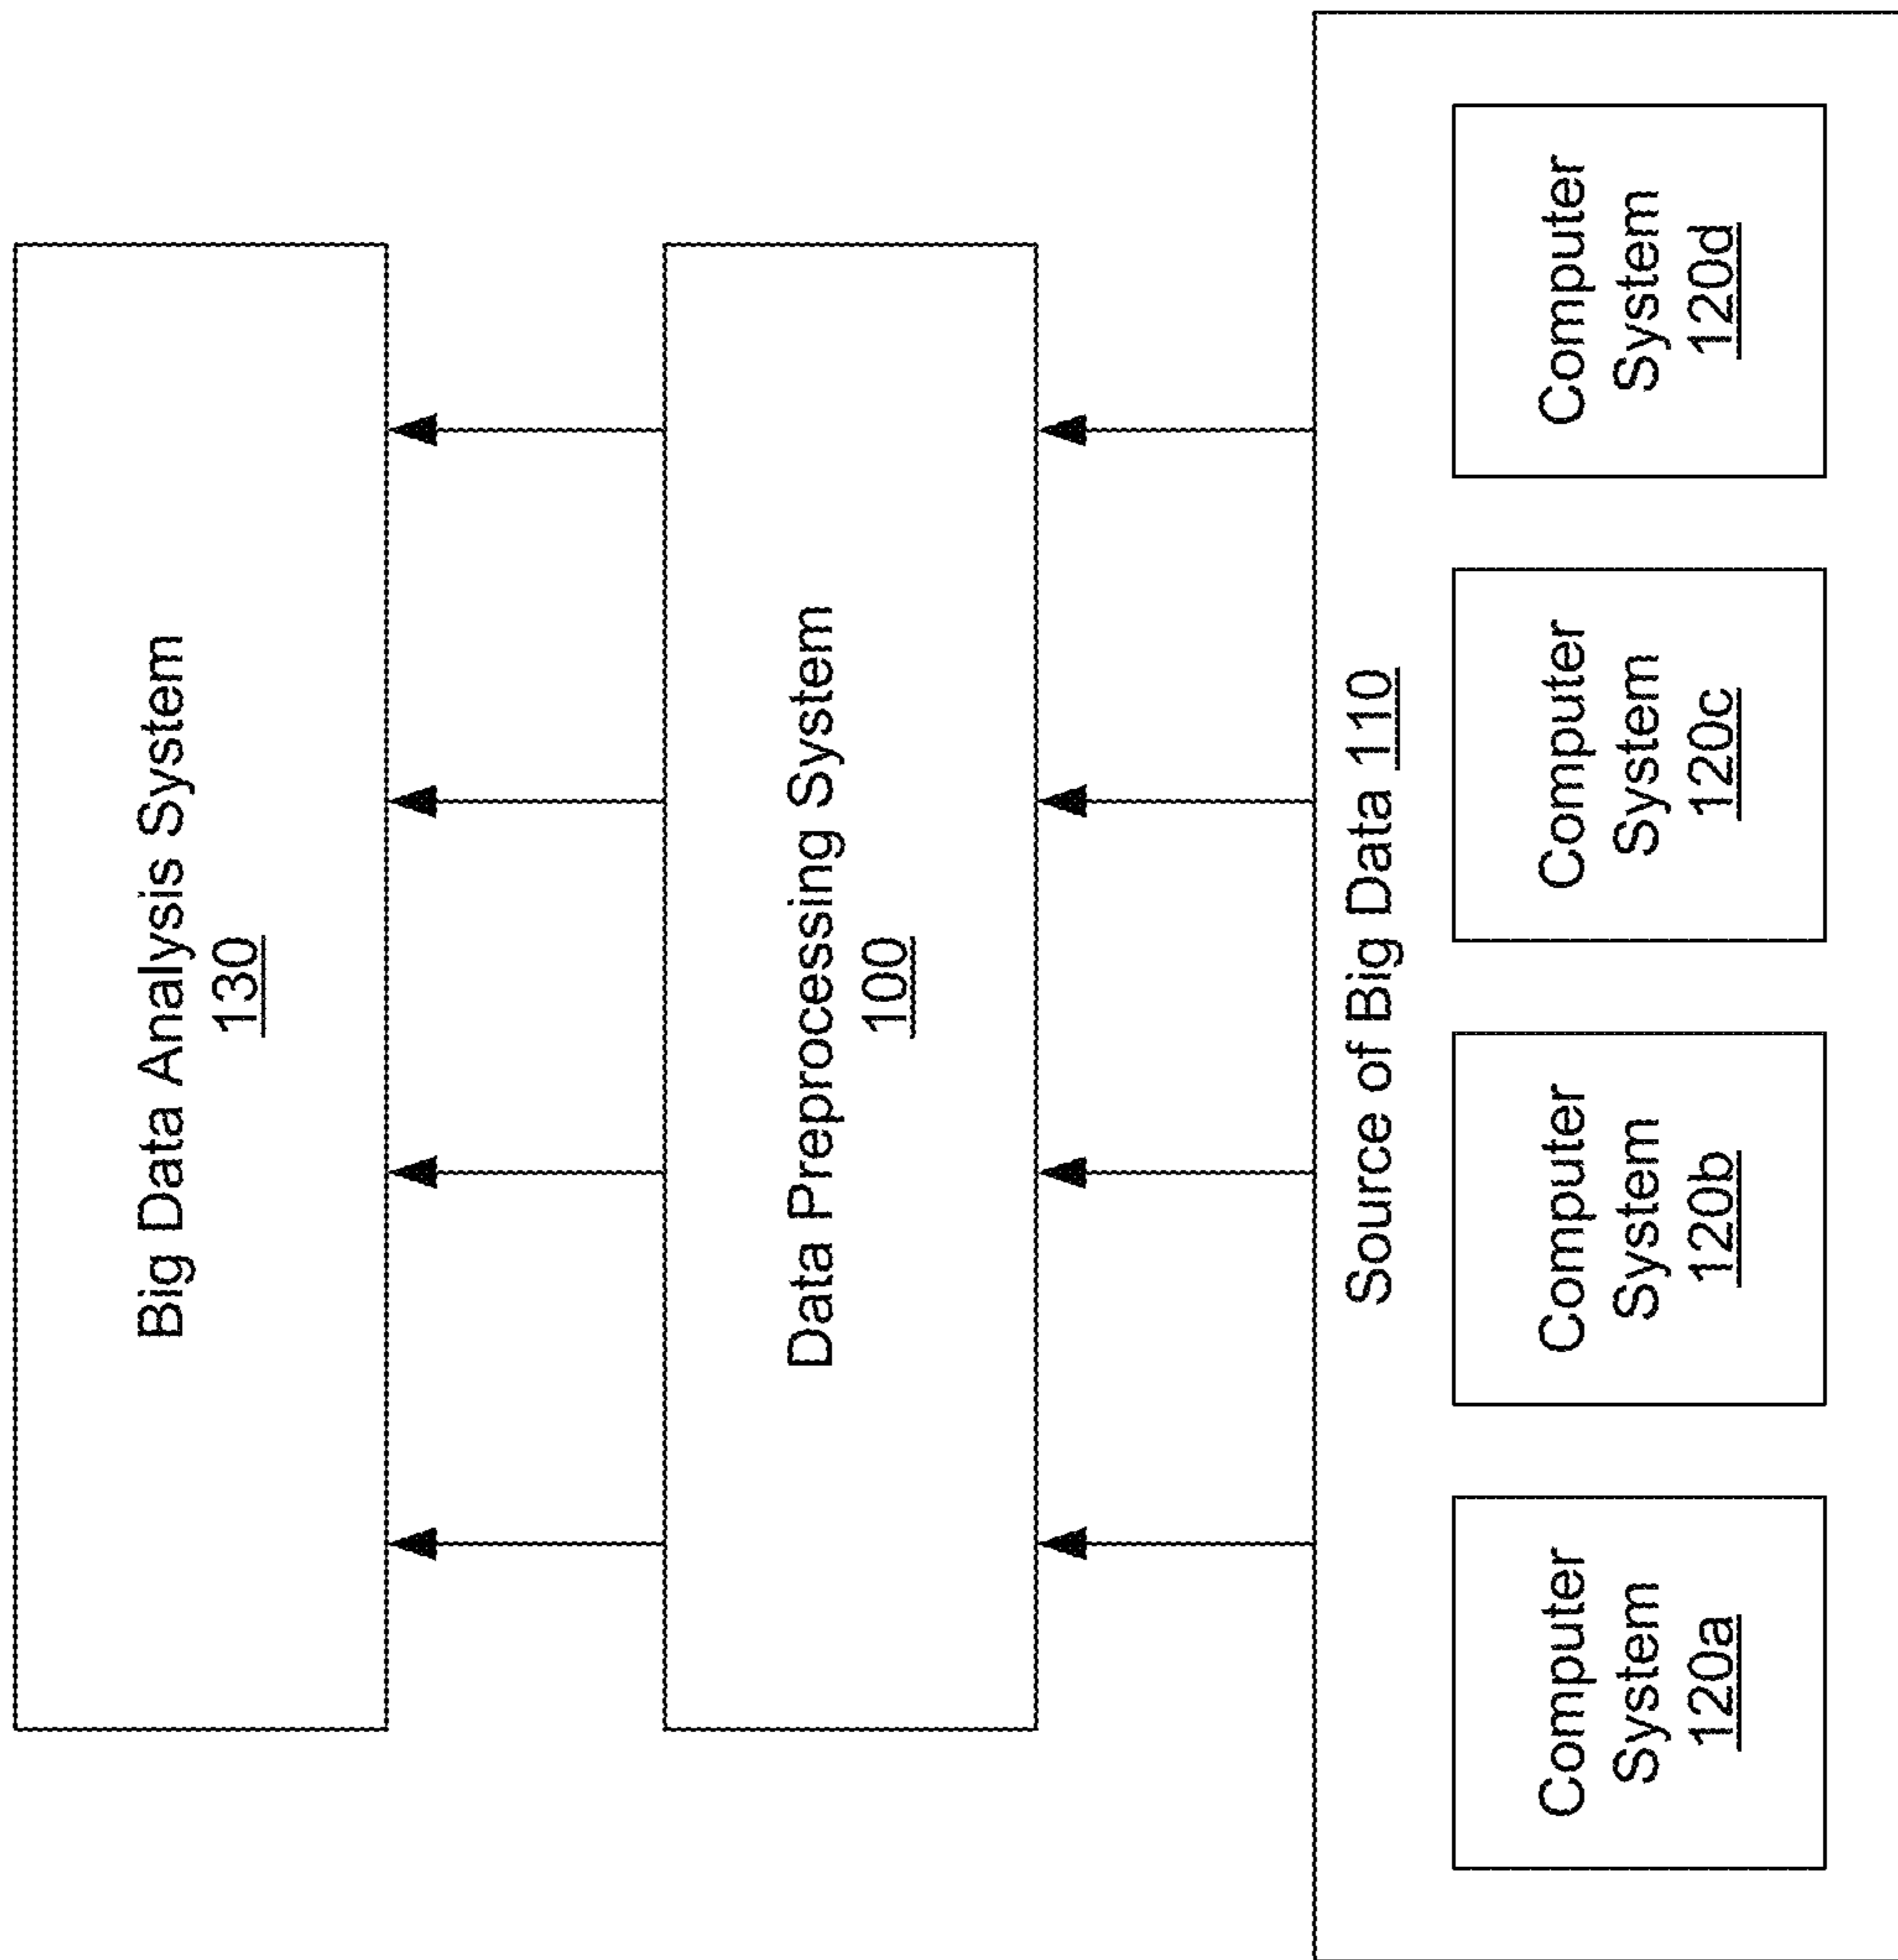 Big Data Analysis System
130
Data Preprocessing System
100
Source of Big Data 110
Computer
System
120a
Computer
System
120b
Computer
System
120c
Computer
System
120d